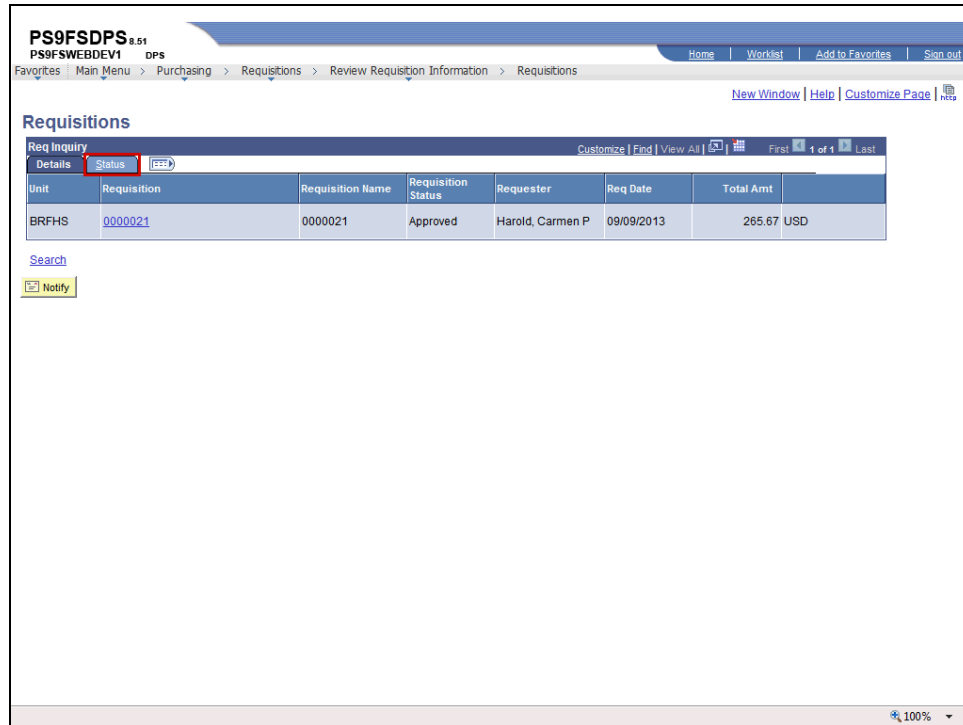 PS9FSDPS 8.51
PS9FSWEBDEV1 DPS
Home | Worklist | Add to Favorites | Sign out
Favorites Main Menu > Purchasing > Requisitions > Review Requisition Information > Requisitions
New Window | Help | Customize Page | http
Requisitions
Req Inquiry Customize | Find | View All | | First 1 of 1 Last
Details Status
Unit Requisition Requisition Name Requisition Status Requester Req Date Total Amt
BRFHS 0000021 0000021 Approved Harold, Carmen P 09/09/2013 265.67 USD
Search
Notify
100%